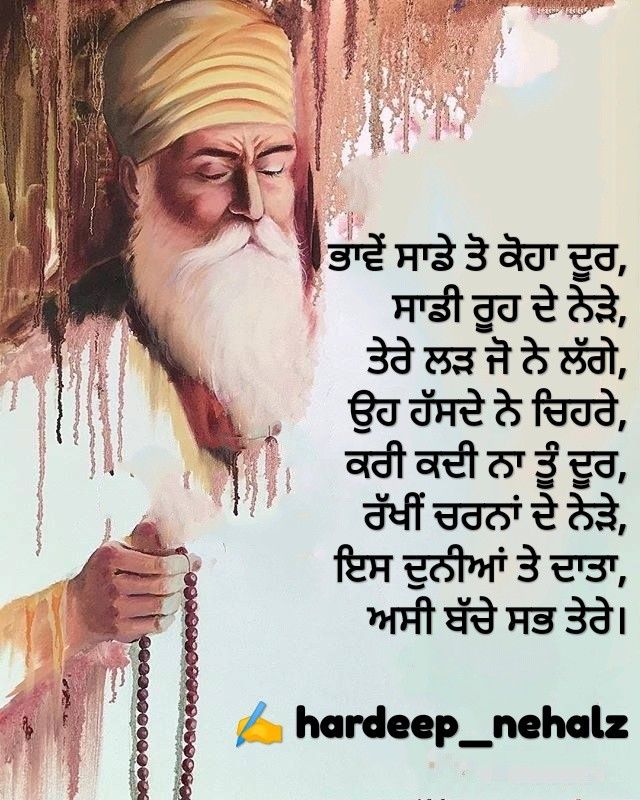 ਭਾਵੇਂ ਸਾਡੇ ਤੋ ਕੋਹਾ ਦੂਰ,
ਸਾਡੀ ਰੂਹ ਦੇ ਨੇੜੇ,
ਤੇਰੇ ਲੜ ਜੋ ਨੇ ਲੱਗੇ,
ਉਹ ਹੱਸਦੇ ਨੇ ਚਿਹਰੇ,
ਕਰੀ ਕਦੀ ਨਾ ਤੂੰ ਦੂਰ,
ਰੱਖੀਂ ਚਰਨਾਂ ਦੇ ਨੇੜੇ,
ਇਸ ਦੁਨੀਆਂ ਤੇ ਦਾਤਾ,
ਅਸੀ ਬੱਚੇ ਸਭ ਤੇਰੇ।
✍️ hardeep_nehalz